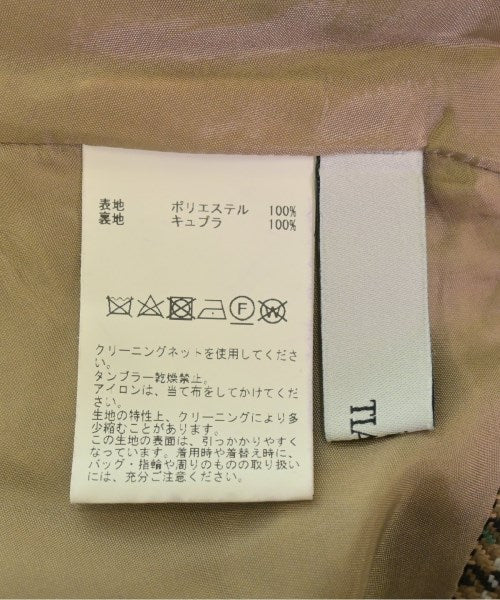 表地 ポリエステル 100%
裏地 キュプラ 100%
クリーニングネットを使用してくださ
い。
タンブラー乾燥禁止。
アイロンは、当て布をしてかけてくだ
さい。
生地の特性上、クリーニングにより多
少縮むことがあります。
この生地の表面は、引っかかりやすく
なっています。着用時や着替え時に、
バッグ・指輪や周りのものの取り扱い
には、充分ご注意ください。